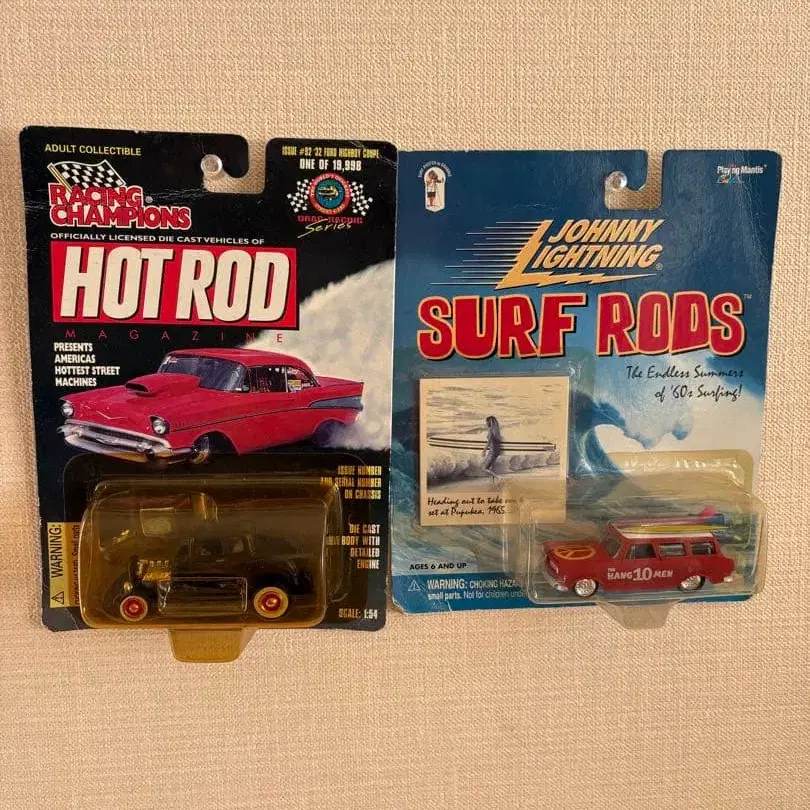 ADULT COLLECTIBLE
ISSUE #92 '32 FORD HIGHBOY COUPE
ONE OF 19,998
RACING
CHAMPIONS®
DRAG RACING
Series
OFFICIALLY LICENSED DIE CAST VEHICLES OF
HOT ROD
MAGAZINE
PRESENTS
AMERICAS
HOTTEST STREET
MACHINES
ISSUE NUMBER
AND SERIAL NUMBER
ON CHASSIS
DIE CAST
BODY WITH
DETAILED
ENGINE
WARNING:
SCALE: 1:54
Playing Mantis
JOHNNY
LIGHTNING®
SURF RODS™
The Endless Summers
of '60s Surfing!
Heading out to take
set at Pupukea, 1965.
AGES 6 AND UP
WARNING: CHOKING HAZA
small parts. Not for children unde
THE
HANG 10 MEN